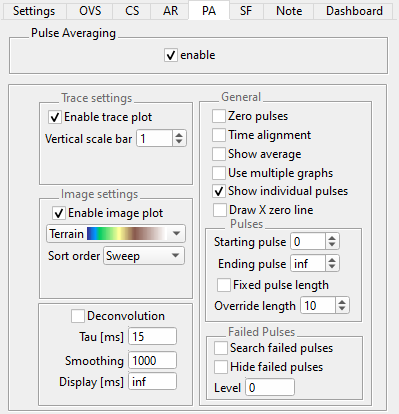 Settings OVS CS AR PA SF Note Dashboard
Pulse Averaging
enable
Trace settings
Enable trace plot
Vertical scale bar 1
Image settings
Enable image plot
Terrain
Sort order Sweep
Deconvolution
Tau [ms] 15
Smoothing 1000
Display [ms] inf
General
Zero pulses
Time alignment
Show average
Use multiple graphs
Show individual pulses
Draw X zero line
Pulses
Starting pulse 0
Ending pulse inf
Fixed pulse length
Override length 10
Failed Pulses
Search failed pulses
Hide failed pulses
Level 0